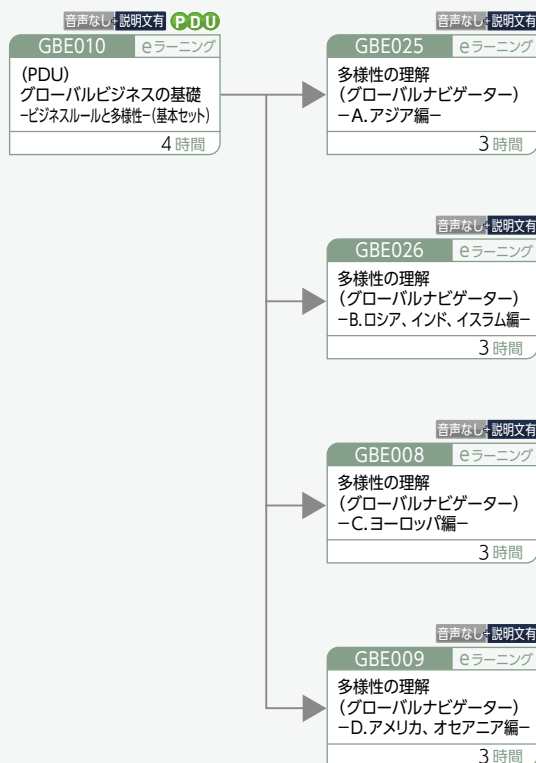 音声なし+説明文有 PDU
GBE010 eラーニング
(PDU)
グローバルビジネスの基礎
−ビジネスルールと多様性−(基本セット)
4時間
音声なし+説明文有
GBE025 eラーニング
多様性の理解
(グローバルナビゲーター)
−A.アジア編−
3時間
音声なし+説明文有
GBE026 eラーニング
多様性の理解
(グローバルナビゲーター)
−B.ロシア、インド、イスラム編−
3時間
音声なし+説明文有
GBE008 eラーニング
多様性の理解
(グローバルナビゲーター)
−C.ヨーロッパ編−
3時間
音声なし+説明文有
GBE009 eラーニング
多様性の理解
(グローバルナビゲーター)
−D.アメリカ、オセアニア編−
3時間